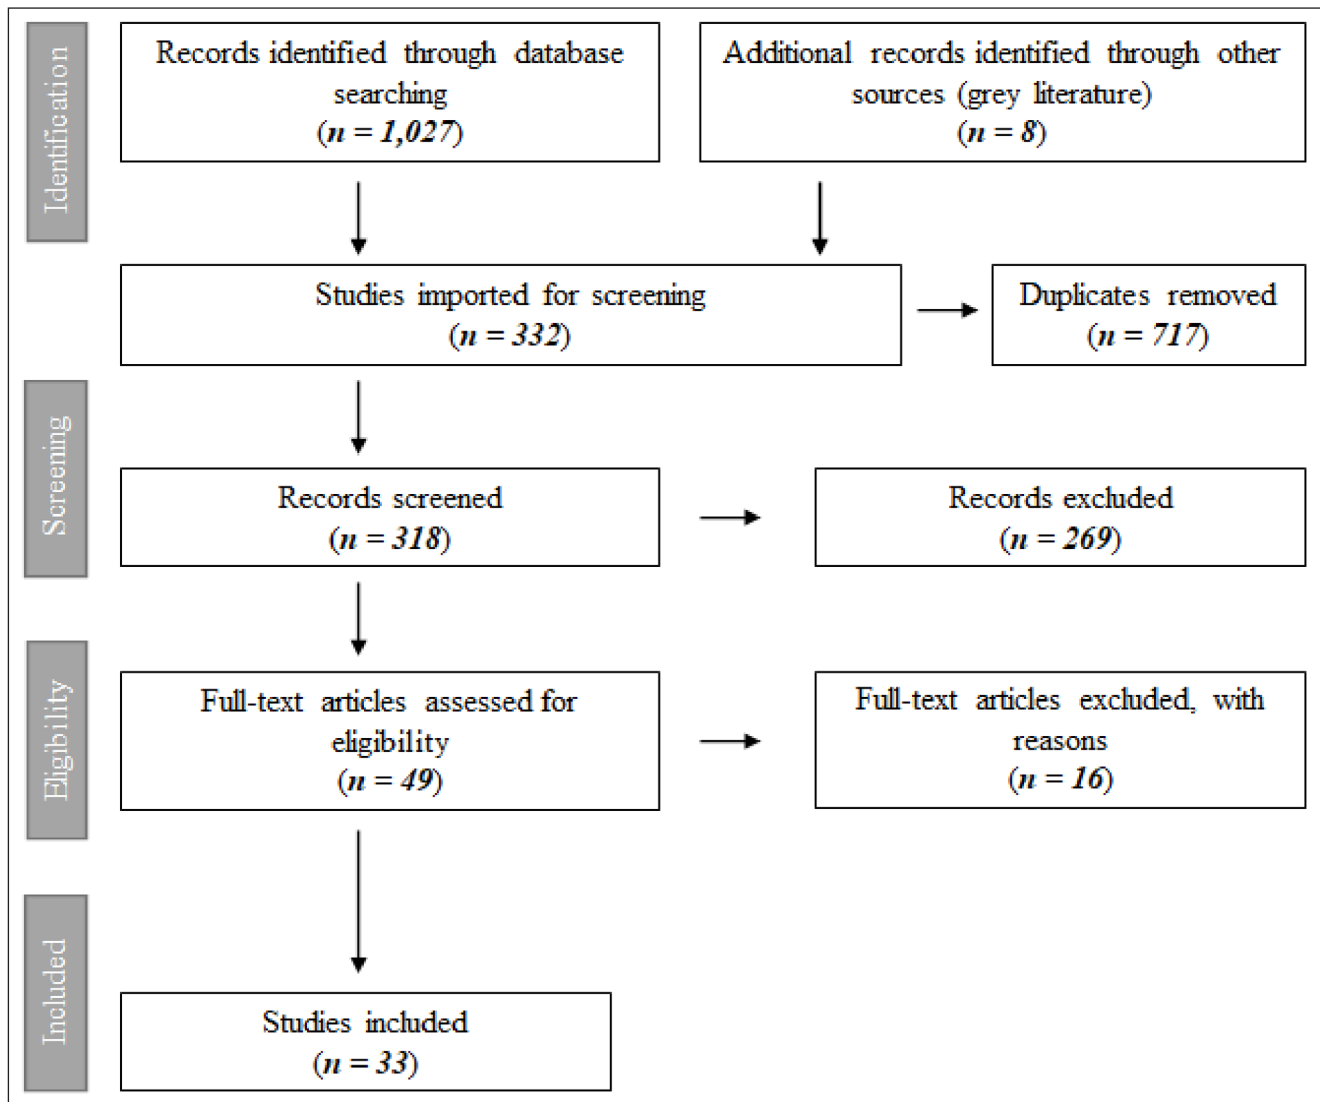 Identification
Records identified through database
searching
(n = 1,027)
Additional records identified through other
sources (grey literature)
(n = 8)
Studies imported for screening
(n = 332)
Duplicates removed
(n = 717)
Screening
Records screened
(n = 318)
Records excluded
(n = 269)
Eligibility
Full-text articles assessed for
eligibility
(n = 49)
Full-text articles excluded, with
reasons
(n = 16)
Included
Studies included
(n = 33)